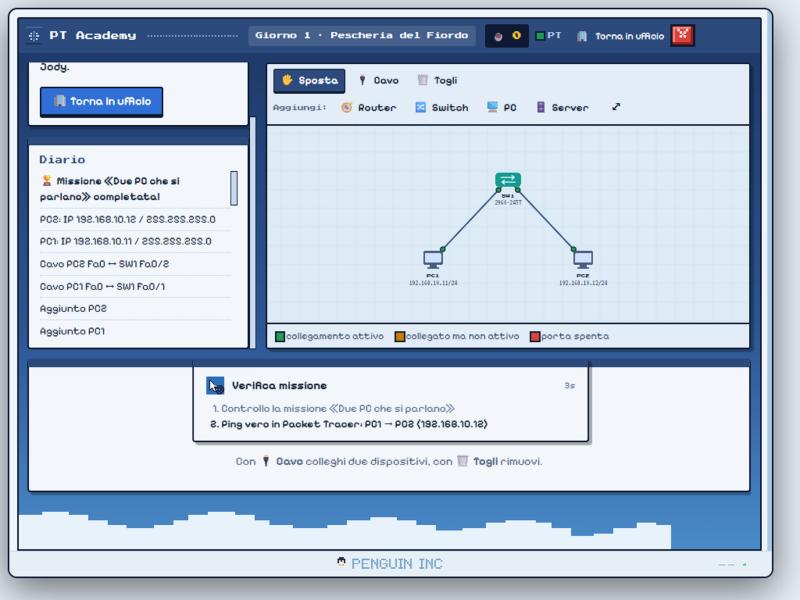 PT Academy
Giorno 1 · Pescheria del Fiordo
0
PT
Torna in ufficio
Jody.
Torna in ufficio
Diario
Missione «Due PC che si
parlano» completata!
PC2: IP 192.168.10.12 / 255.255.255.0
PC1: IP 192.168.10.11 / 255.255.255.0
Cavo PC2 Fa0 ↔ SW1 Fa0/2
Cavo PC1 Fa0 ↔ SW1 Fa0/1
Aggiunto PC2
Aggiunto PC1
Sposta
Cavo
Togli
Aggiungi:
Router
Switch
PC
Server
SW1
2960-24TT
PC1
192.168.10.11/24
PC2
192.168.10.12/24
collegamento attivo
collegato ma non attivo
porta spenta
Verifica missione
3s
1. Controllo la missione «Due PC che si parlano»
2. Ping vero in Packet Tracer: PC1 → PC2 (192.168.10.12)
Con Cavo colleghi due dispositivi, con Togli rimuovi.
PENGUIN INC